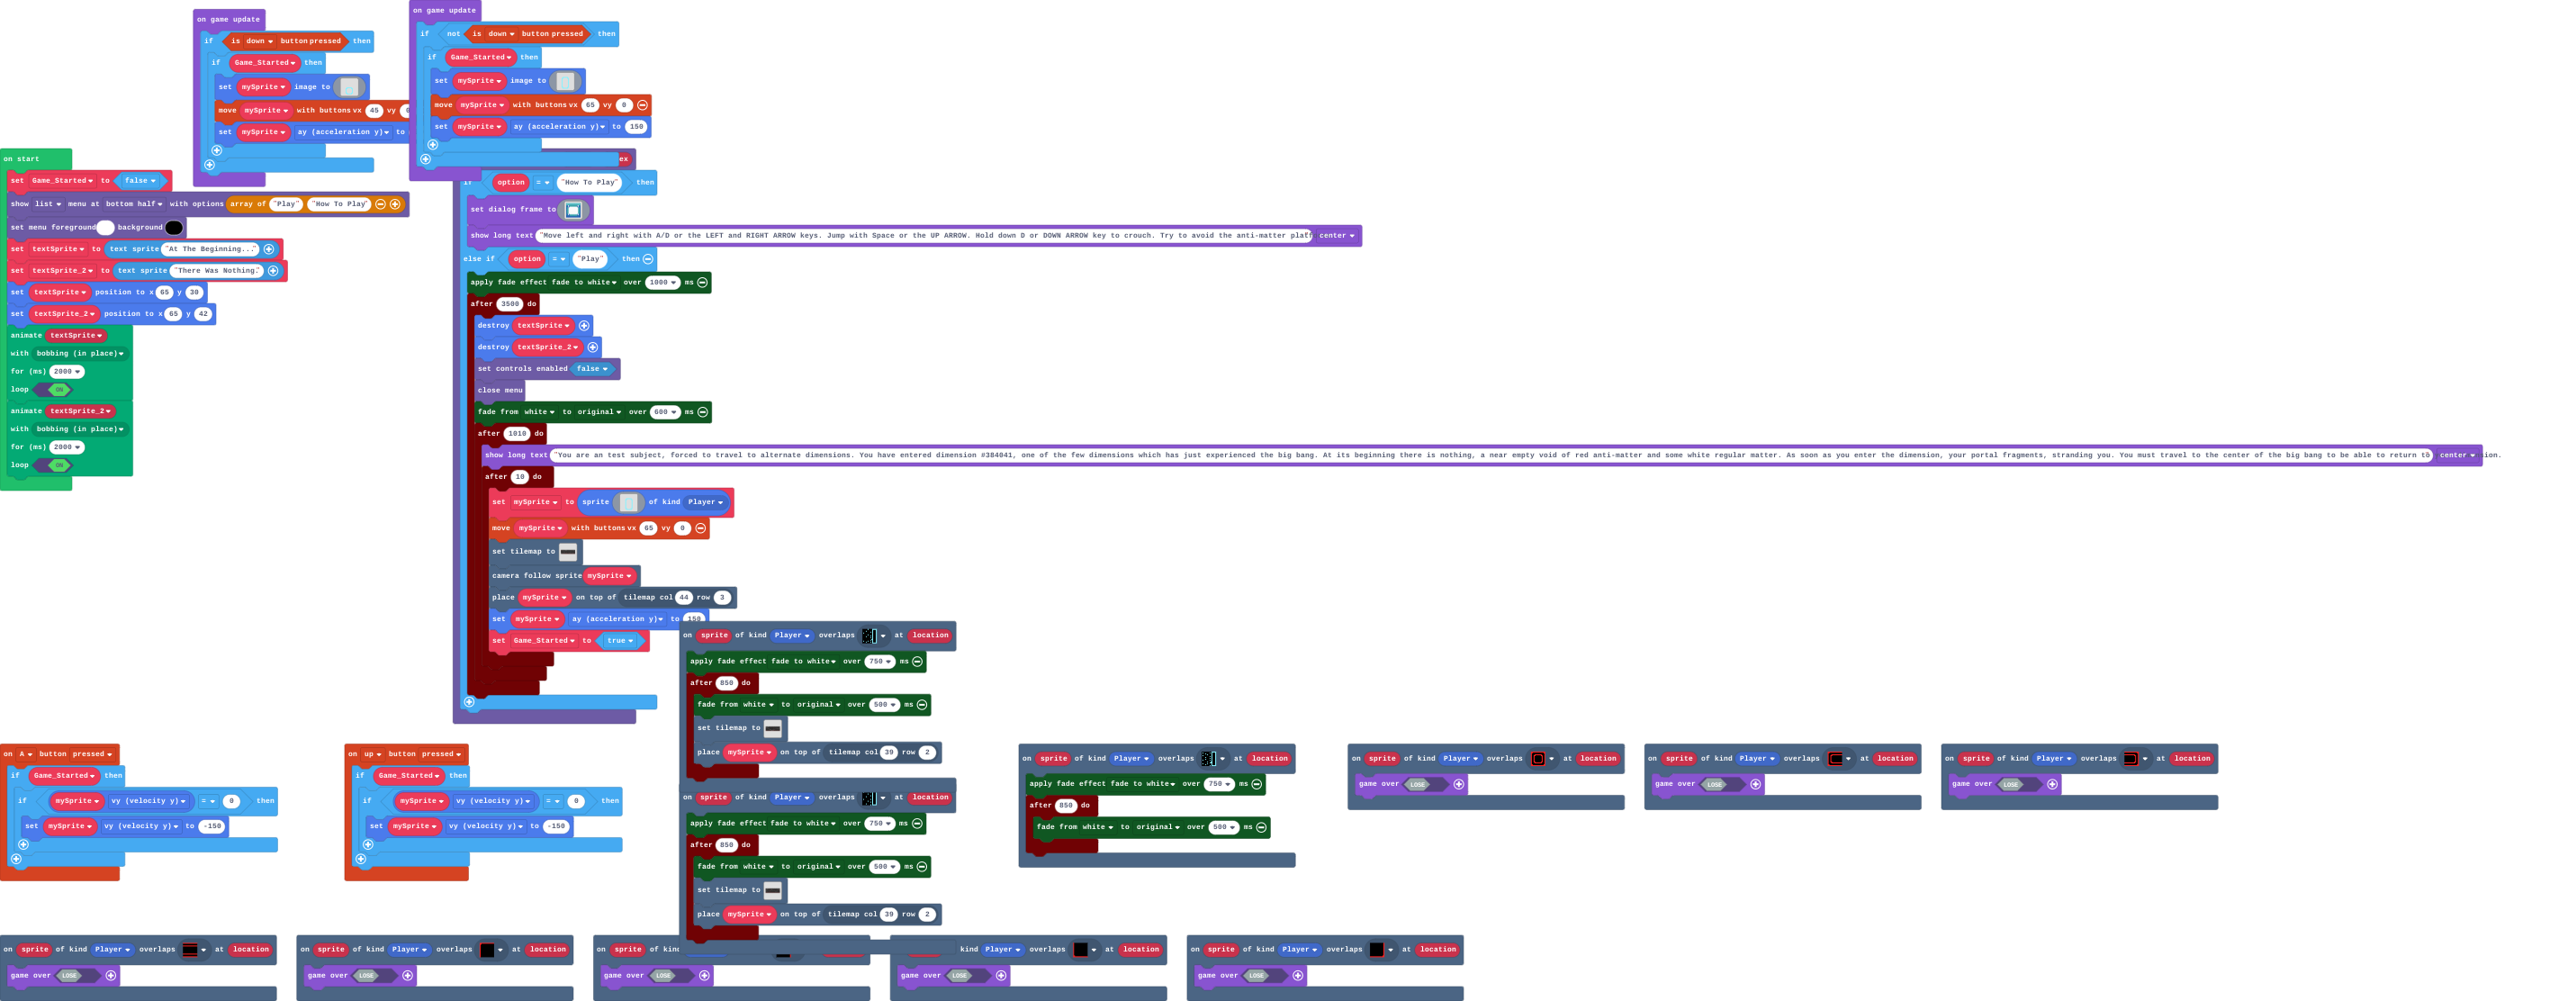 on game update
if is down button pressed then
if Game_Started then
set mySprite image to
move mySprite with buttons vx 45 vy
set mySprite ay (acceleration y) to
on game update
if not is down button pressed then
if Game_Started then
set mySprite image to
move mySprite with buttons vx 65 vy 0
set mySprite ay (acceleration y) to 150
on start
set Game_Started to false
show list menu at bottom half with options array of "Play" "How To Play"
set menu foreground background
set textSprite to text sprite "At The Beginning..."
set textSprite_2 to text sprite "There Was Nothing."
set textSprite position to x 65 y 30
set textSprite_2 position to x 65 y 42
animate textSprite
with bobbing (in place)
for (ms) 2000
loop ON
animate textSprite_2
with bobbing (in place)
for (ms) 2000
loop ON
ex
if option = "How To Play" then
set dialog frame to
show long text "Move left and right with A/D or the LEFT and RIGHT ARROW keys. Jump with Space or the UP ARROW. Hold down D or DOWN ARROW key to crouch. Try to avoid the anti-matter center
else if option = "Play" then
apply fade effect fade to white over 1000 ms
after 3500 do
destroy textSprite
destroy textSprite_2
set controls enabled false
close menu
fade from white to original over 600 ms
after 1010 do
show long text "You are an test subject, forced to travel to alternate dimensions. You have entered dimension #384041, one of the few dimensions which has just experienced the big bang. At its beginning there is nothing, a near empty void of red anti-matter and some white regular matter. As soon as you enter the dimension, your portal fragments, stranding you. You must travel to the center of the big bang to be able to return to center sion.
after 10 do
set mySprite to sprite of kind Player
move mySprite with buttons vx 65 vy 0
set tilemap to
camera follow sprite mySprite
place mySprite on top of tilemap col 44 row 3
set mySprite ay (acceleration y) to 150
set Game_Started to true
on sprite of kind Player overlaps at location
apply fade effect fade to white over 750 ms
after 850 do
fade from white to original over 500 ms
set tilemap to
place mySprite on top of tilemap col 39 row 2
on sprite of kind Player overlaps at location
apply fade effect fade to white over 750 ms
after 850 do
fade from white to original over 500 ms
set tilemap to
place mySprite on top of tilemap col 39 row 2
on A button pressed
if Game_Started then
if mySprite vy (velocity y) = 0 then
set mySprite vy (velocity y) to -150
on up button pressed
if Game_Started then
if mySprite vy (velocity y) = 0 then
set mySprite vy (velocity y) to -150
on sprite of kind Player overlaps at location
apply fade effect fade to white over 750 ms
after 850 do
fade from white to original over 500 ms
on sprite of kind Player overlaps at location
game over LOSE
on sprite of kind Player overlaps at location
game over LOSE
on sprite of kind Player overlaps at location
game over LOSE
on sprite of kind Player overlaps at location
game over LOSE
on sprite of kind Player overlaps at location
game over LOSE
on sprite of kind
game over LOSE
kind Player overlaps at location
game over LOSE
on sprite of kind Player overlaps at location
game over LOSE